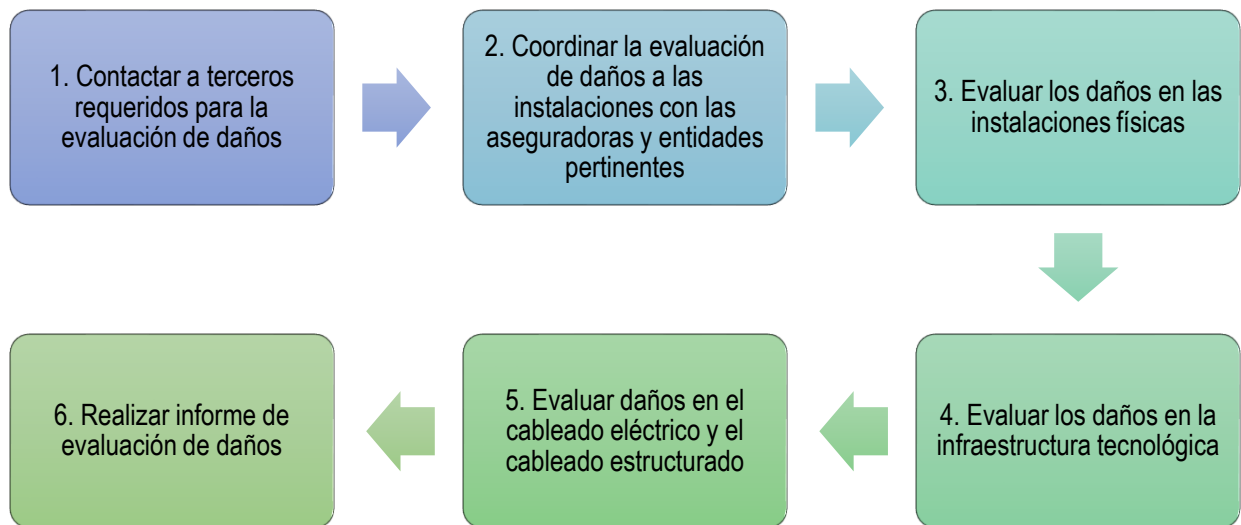 1. Contactar a terceros
requeridos para la
evaluación de daños
2. Coordinar la evaluación
de daños a las
instalaciones con las
aseguradoras y entidades
pertinentes
3. Evaluar los daños en las
instalaciones físicas
4. Evaluar los daños en la
infraestructura tecnológica
5. Evaluar daños en el
cableado eléctrico y el
cableado estructurado
6. Realizar informe de
evaluación de daños